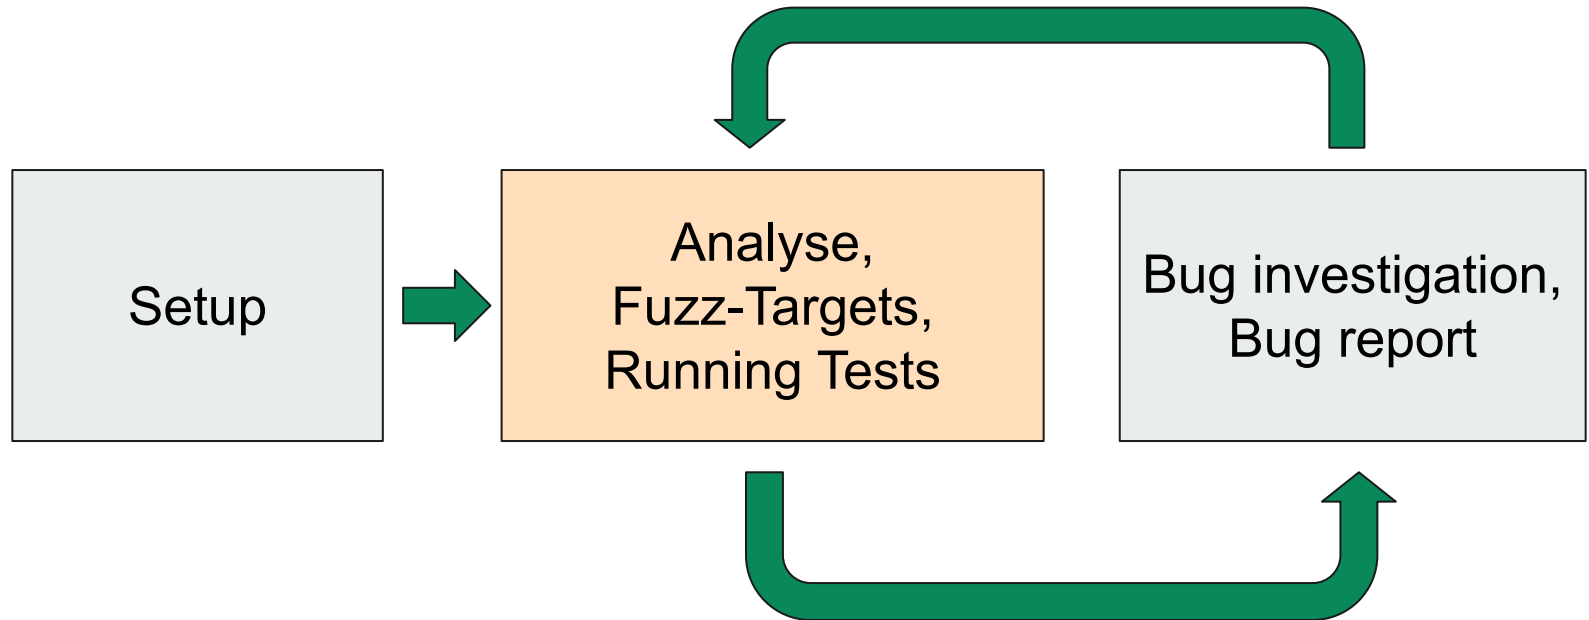 Setup
Analyse,
Fuzz-Targets,
Running Tests
Bug investigation,
Bug report